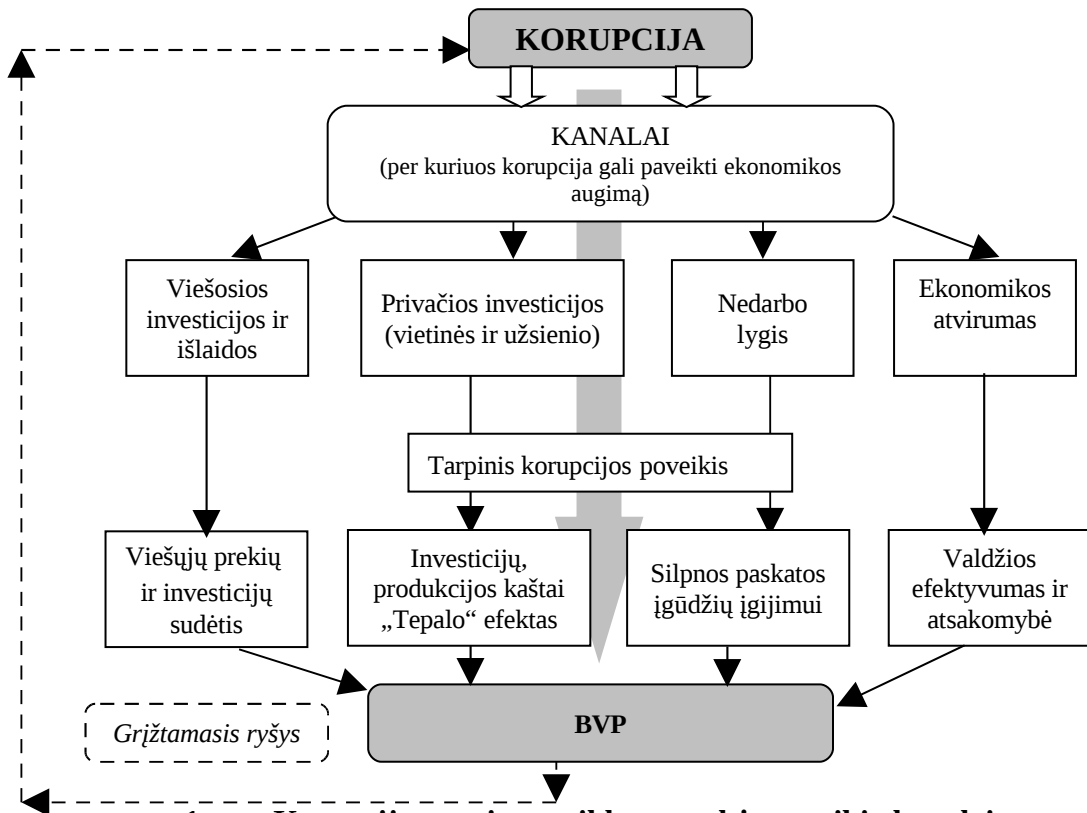 KORUPCIJA
KANALAI
(per kuriuos korupcija gali paveikti ekonomikos
augimą)
Viešosios
investicijos ir
išlaidos
Privačios investicijos
(vietinės ir užsienio)
Nedarbo
lygis
Ekonomikos
atvirumas
Tarpinis korupcijos poveikis
Viešųjų prekių
ir investicijų
sudėtis
Investicijų,
produkcijos kaštai
„Tepalo“ efektas
Silpnos paskatos
įgūdžių įgijimui
Valdžios
efektyvumas ir
atsakomybė
Grįžtamasis ryšys
BVP